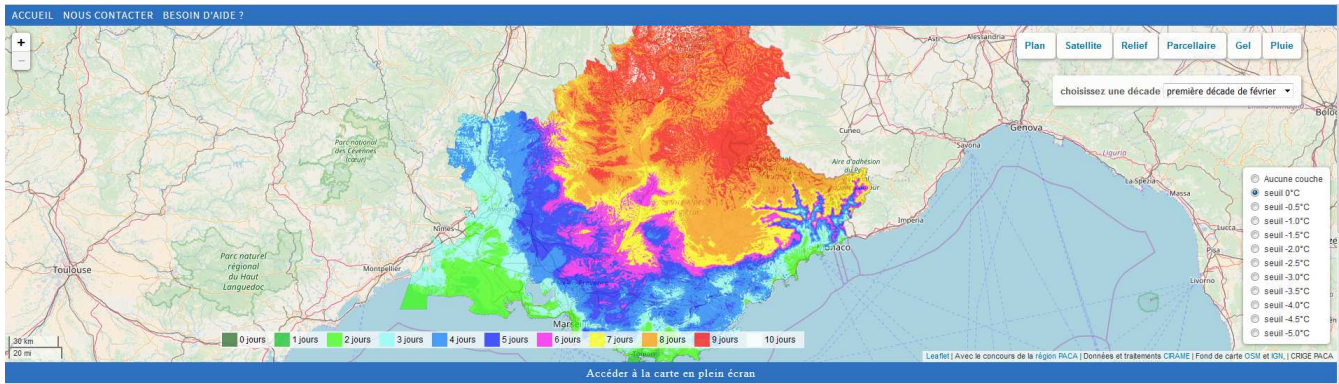 ACCUEIL NOUS CONTACTER BESOIN D'AIDE ?
+
−
Plan Satellite Relief Parcellaire Gel Pluie
choisissez une décade première décade de février
Asti
Alessandria
Cuneo
Genova
Savona
Liguria
La Spezia
Massa
Lucca
Pisa
Livorno
Imperia
Parc national
des Cévennes
(cœur)
Aire d'adhésion
Nîmes
Montpellier
Toulouse
Parc naturel
régional
du Haut
Languedoc
Aucune couche
seuil 0°C
seuil -0.5°C
seuil -1.0°C
seuil -1.5°C
seuil -2.0°C
seuil -2.5°C
seuil -3.0°C
seuil -3.5°C
seuil -4.0°C
seuil -4.5°C
seuil -5.0°C
30 km
20 mi
0 jours 1 jours 2 jours 3 jours 4 jours 5 jours 6 jours 7 jours 8 jours 9 jours 10 jours
Leaflet | Avec le concours de la région PACA | Données et traitements CIRAME | Fond de carte OSM et IGN, | CRIGE PACA
Accéder à la carte en plein écran